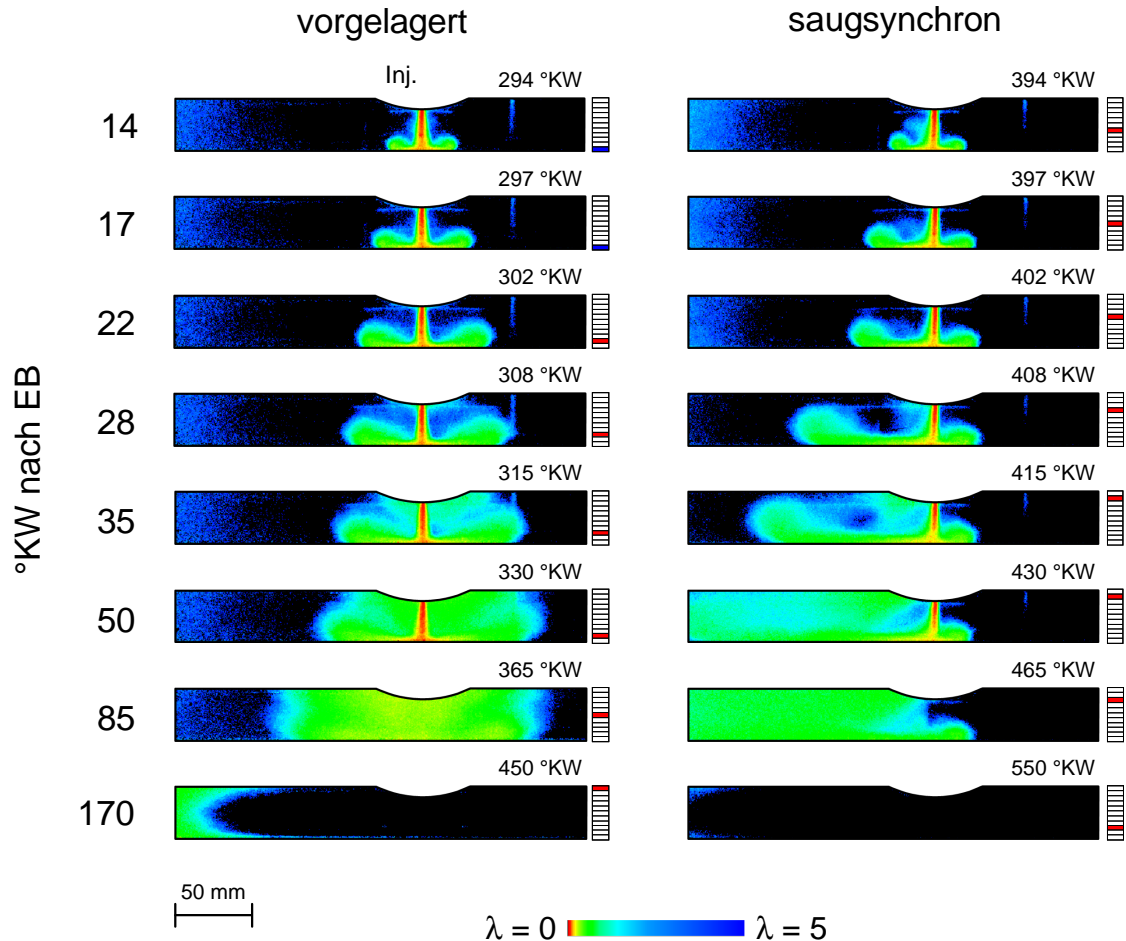 vorgelagert saugsynchron
Inj.
294 °KW 394 °KW
14
297 °KW 397 °KW
17
302 °KW 402 °KW
22
308 °KW 408 °KW
28
315 °KW 415 °KW
35
330 °KW 430 °KW
50
365 °KW 465 °KW
85
450 °KW 550 °KW
170
°KW nach EB
50 mm
λ = 0 λ = 5